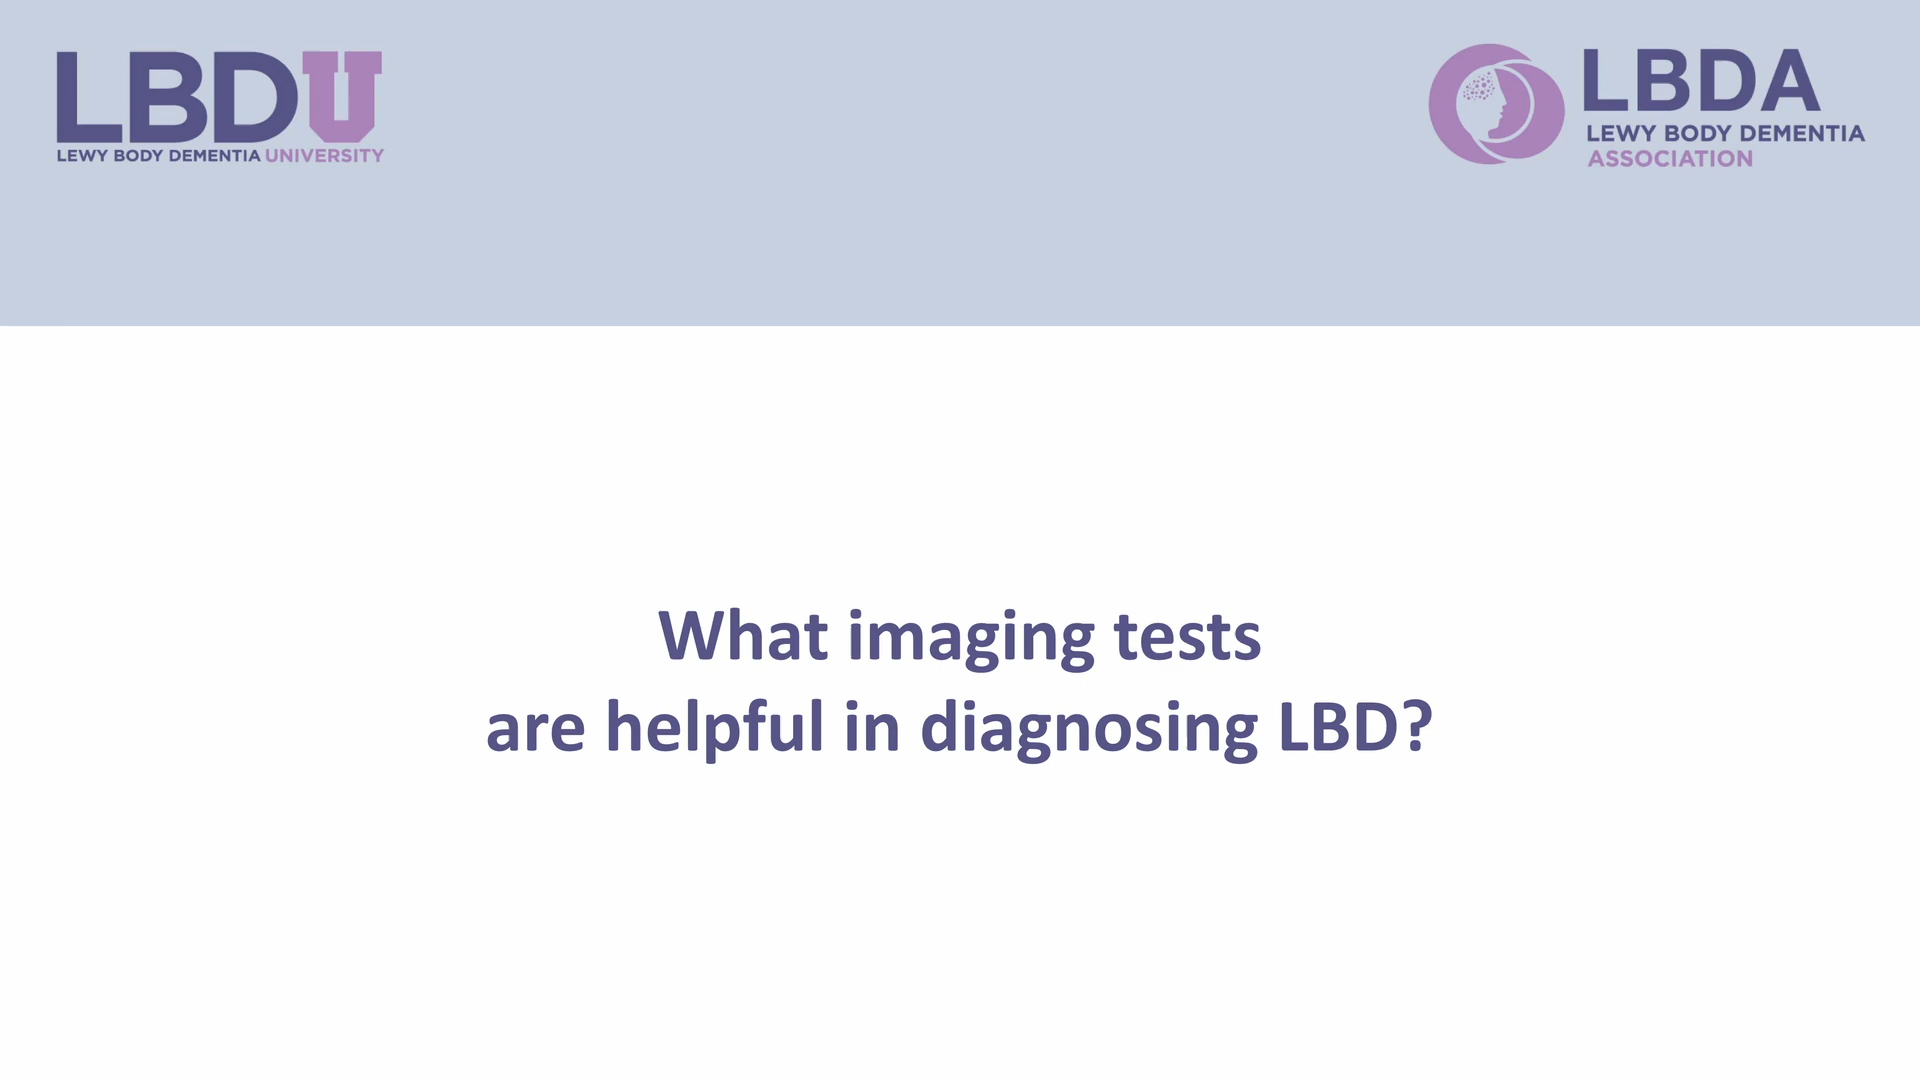 LBDU
LEWY BODY DEMENTIA UNIVERSITY
LBDA
LEWY BODY DEMENTIA
ASSOCIATION
What imaging tests
are helpful in diagnosing LBD?